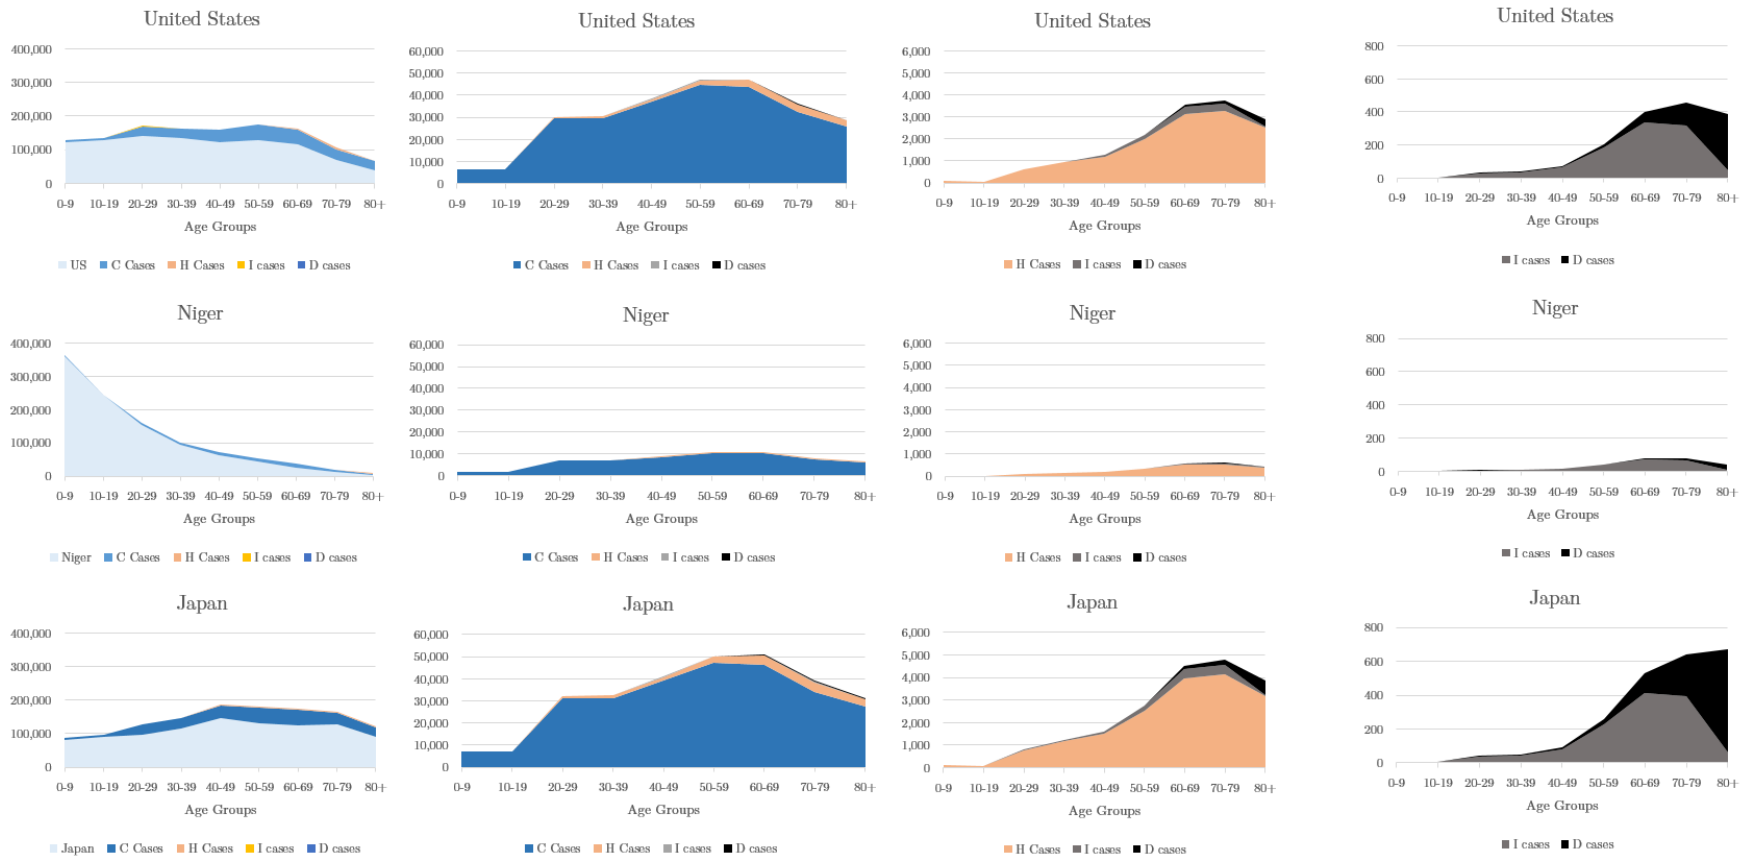 United States
400,000
300,000
200,000
100,000
0
0-9 10-19 20-29 30-39 40-49 50-59 60-69 70-79 80+
Age Groups
US C Cases H Cases I cases D cases
United States
60,000
50,000
40,000
30,000
20,000
10,000
0
0-9 10-19 20-29 30-39 40-49 50-59 60-69 70-79 80+
Age Groups
C Cases H Cases I cases D cases
United States
6,000
5,000
4,000
3,000
2,000
1,000
0
0-9 10-19 20-29 30-39 40-49 50-59 60-69 70-79 80+
Age Groups
H Cases I cases D cases
United States
800
600
400
200
0
0-9 10-19 20-29 30-39 40-49 50-59 60-69 70-79 80+
Age Groups
I cases D cases
Niger
400,000
300,000
200,000
100,000
0
0-9 10-19 20-29 30-39 40-49 50-59 60-69 70-79 80+
Age Groups
Niger C Cases H Cases I cases D cases
Niger
60,000
50,000
40,000
30,000
20,000
10,000
0
0-9 10-19 20-29 30-39 40-49 50-59 60-69 70-79 80+
Age Groups
C Cases H Cases I cases D cases
Niger
6,000
5,000
4,000
3,000
2,000
1,000
0
0-9 10-19 20-29 30-39 40-49 50-59 60-69 70-79 80+
Age Groups
H Cases I cases D cases
Niger
800
600
400
200
0
0-9 10-19 20-29 30-39 40-49 50-59 60-69 70-79 80+
Age Groups
I cases D cases
Japan
400,000
300,000
200,000
100,000
0
0-9 10-19 20-29 30-39 40-49 50-59 60-69 70-79 80+
Age Groups
Japan C Cases H Cases I cases D cases
Japan
60,000
50,000
40,000
30,000
20,000
10,000
0
0-9 10-19 20-29 30-39 40-49 50-59 60-69 70-79 80+
Age Groups
C Cases H Cases I cases D cases
Japan
6,000
5,000
4,000
3,000
2,000
1,000
0
0-9 10-19 20-29 30-39 40-49 50-59 60-69 70-79 80+
Age Groups
H Cases I cases D cases
Japan
800
600
400
200
0
0-9 10-19 20-29 30-39 40-49 50-59 60-69 70-79 80+
Age Groups
I cases D cases